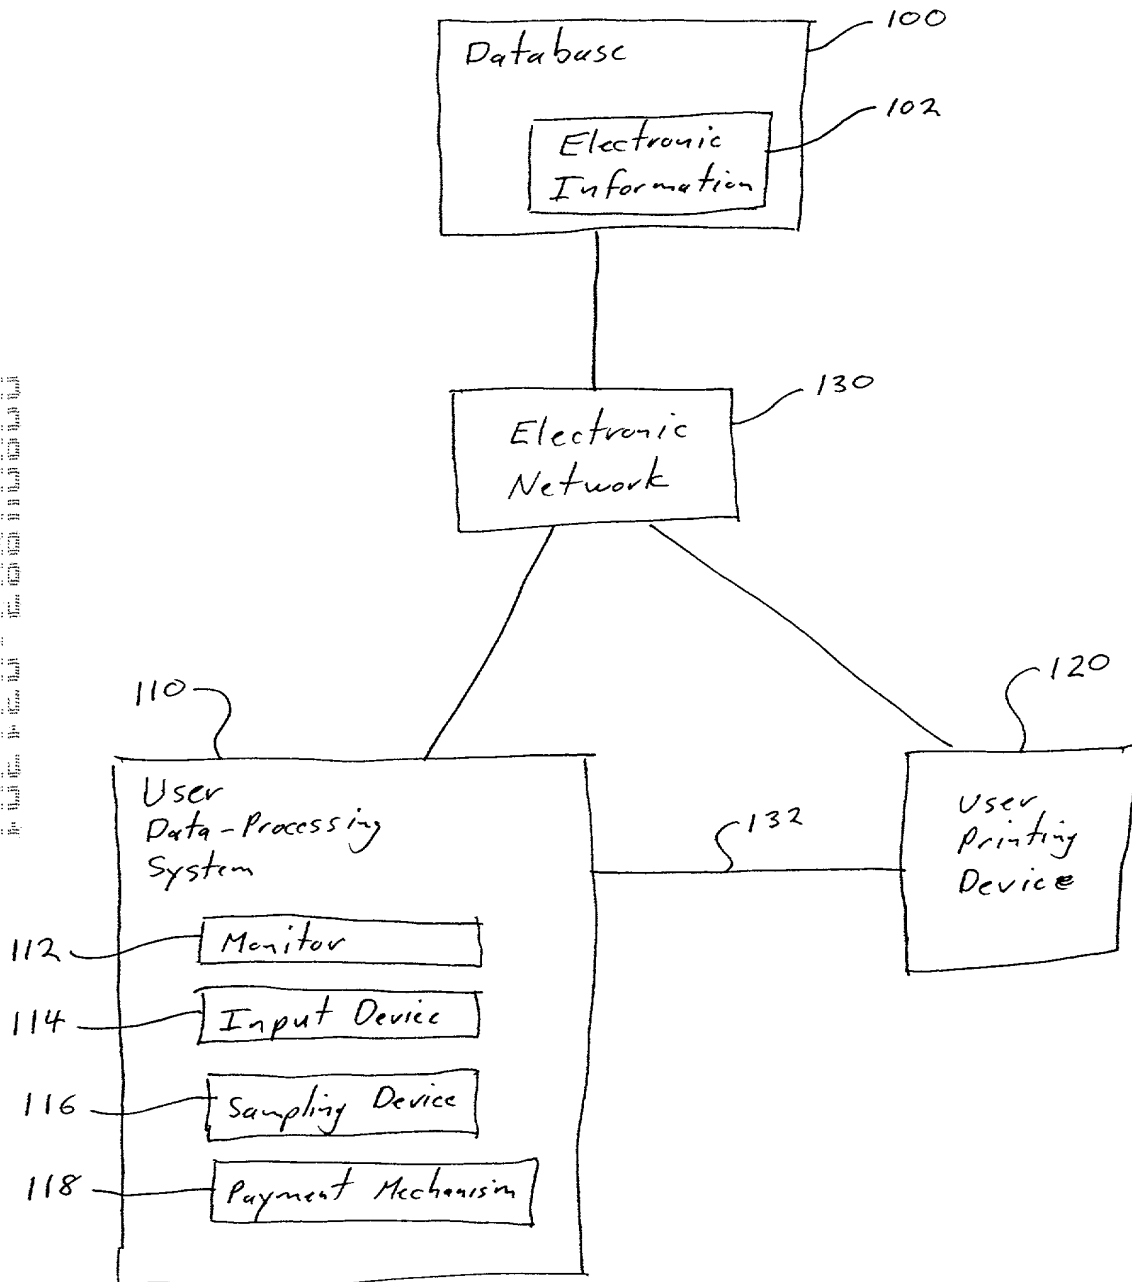 100
Database
102
Electronic
Information
130
Electronic
Network
110
120
User
Data-Processing
System
132
User
Printing
Device
112
Monitor
114
Input Device
116
Sampling Device
118
Payment Mechanism